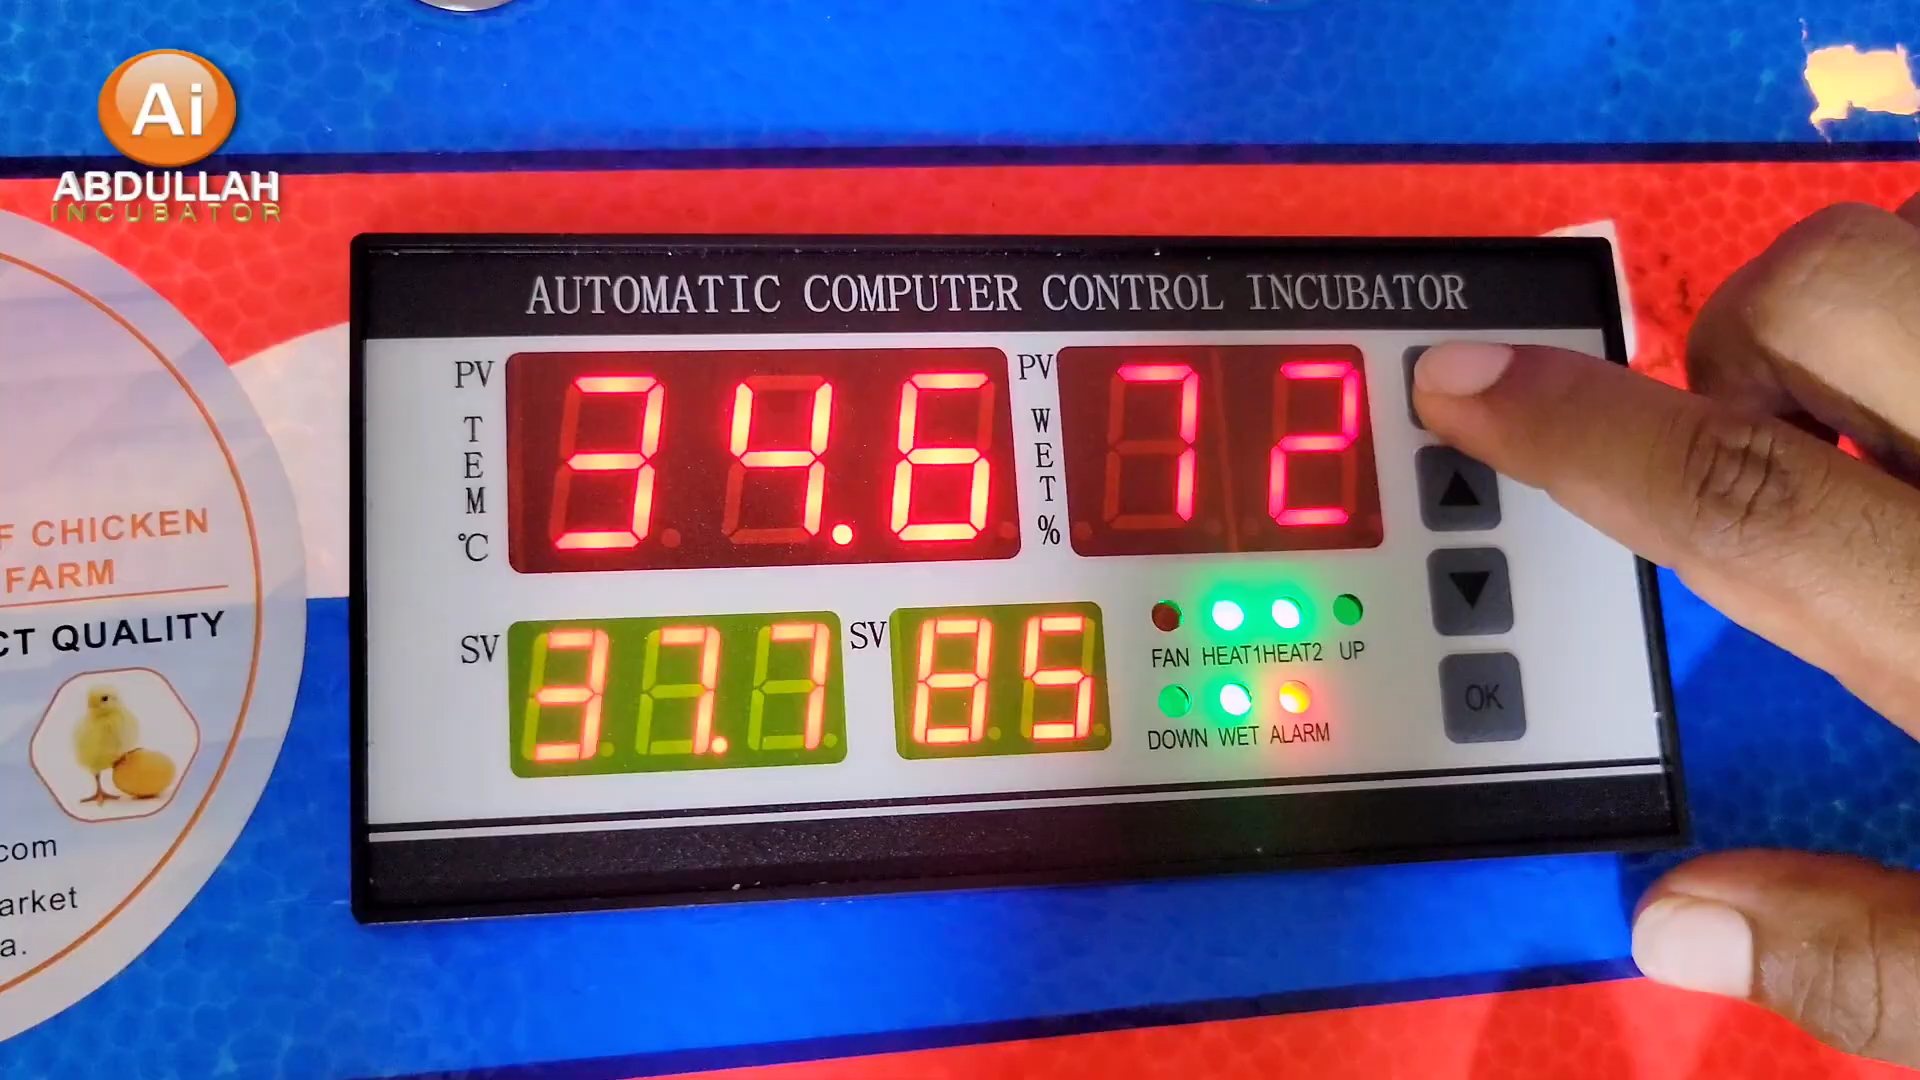 Ai
ABDULLAH
INCUBATOR
AUTOMATIC COMPUTER CONTROL INCUBATOR
PV TEM °C 34.6
PV WET % 72
SV 37.7
SV 85
FAN HEAT1 HEAT2 UP
DOWN WET ALARM
▲
▼
OK
F CHICKEN
FARM
CT QUALITY
com
arket
a.